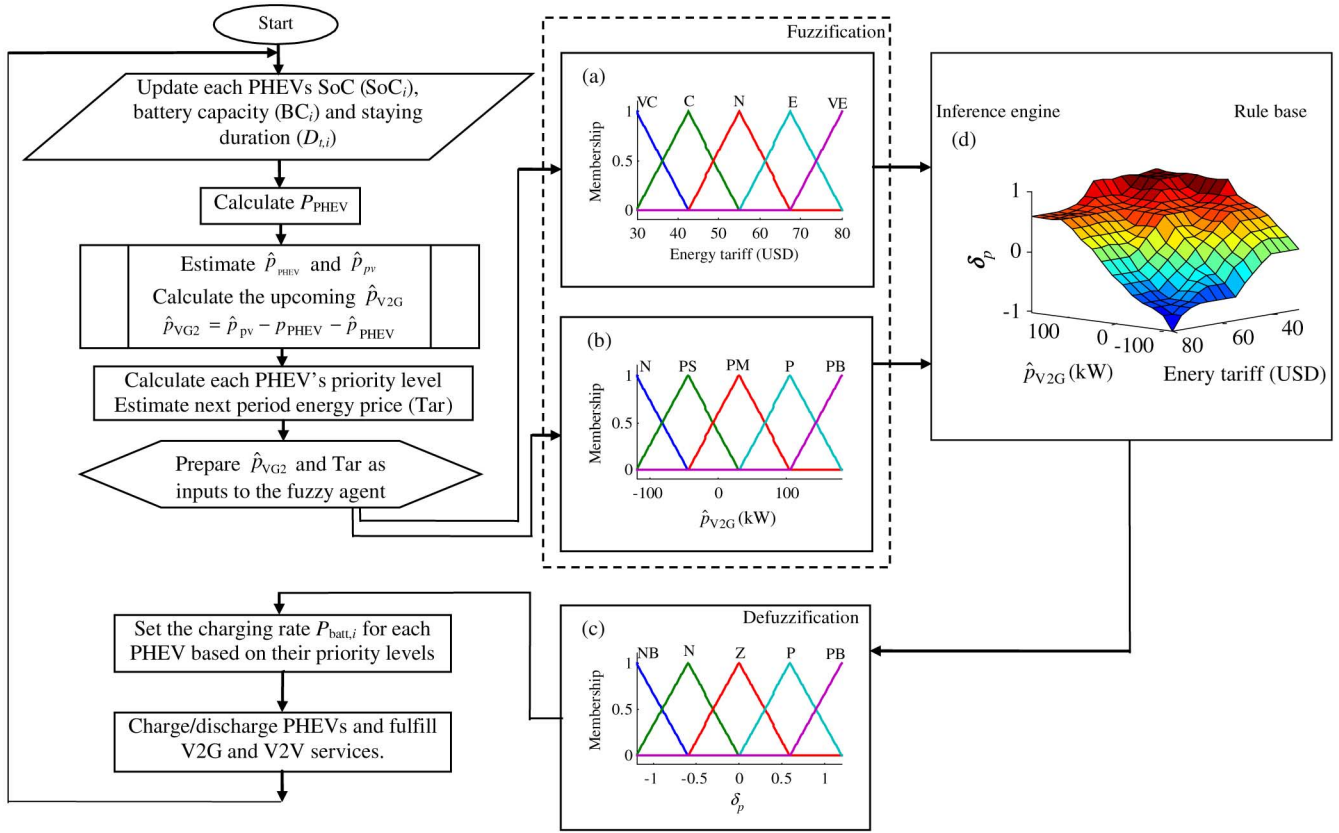 Start
Update each PHEVs SoC (SoCi),
battery capacity (BCi) and staying
duration (Dt,i)
Calculate PPHEV
Estimate p̂PHEV and p̂pv
Calculate the upcoming p̂V2G
p̂VG2 = p̂pv − pPHEV − p̂PHEV
Calculate each PHEV's priority level
Estimate next period energy price (Tar)
Prepare p̂VG2 and Tar as
inputs to the fuzzy agent
Set the charging rate Pbatt,i for each
PHEV based on their priority levels
Charge/discharge PHEVs and fulfill
V2G and V2V services.
Fuzzification
(a)
VC C N E VE
1
0.5
0
Membership
30 40 50 60 70 80
Energy tariff (USD)
(b)
N PS PM P PB
1
0.5
0
Membership
-100 0 100
p̂V2G (kW)
Defuzzification
(c)
NB N Z P PB
1
0.5
0
Membership
-1 -0.5 0 0.5 1
δp
Inference engine Rule base
(d)
1
0
-1
δp
100 0 -100 80 60 40
p̂V2G (kW) Enery tariff (USD)